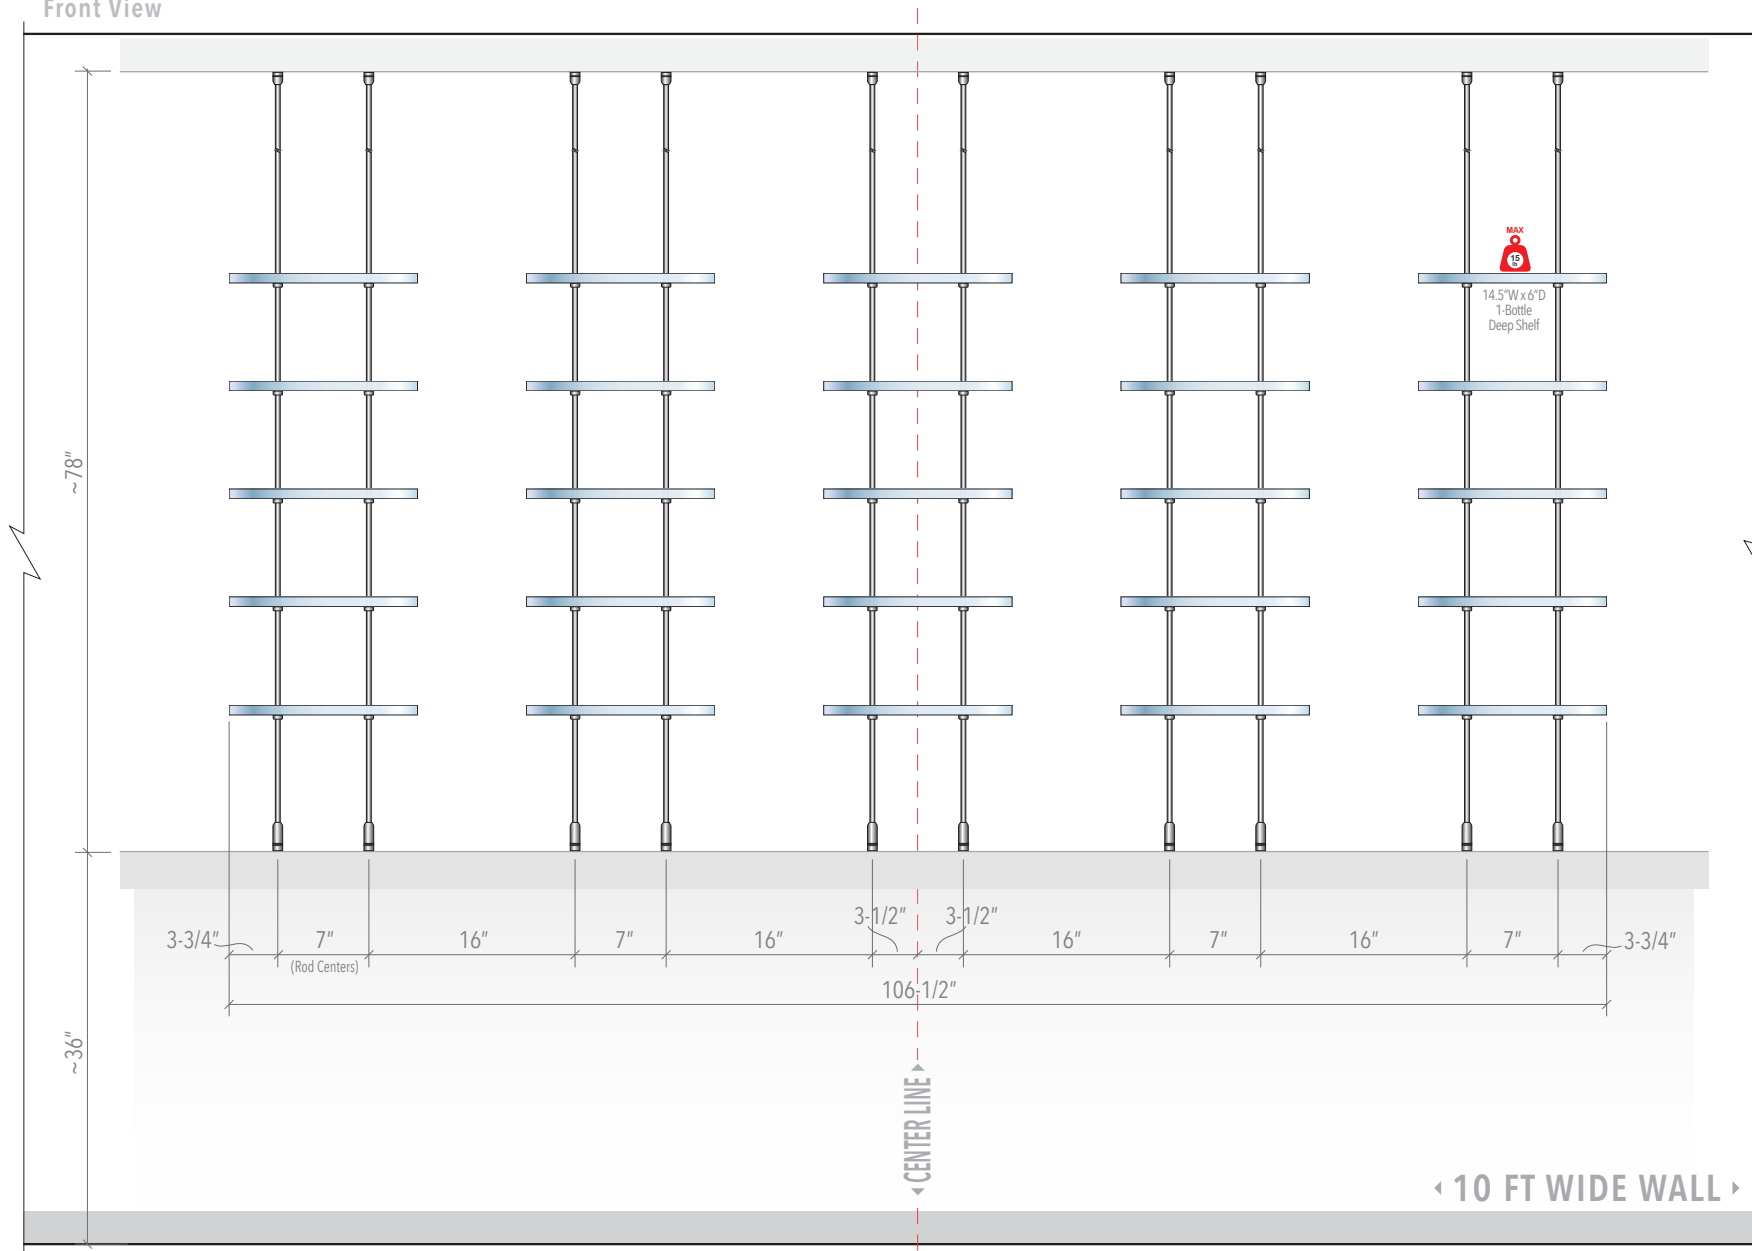 Front View
MAX
15
lb
14.5"W x 6"D
1-Bottle
Deep Shelf
~78"
3-1/2" 3-1/2"
3-3/4" 7" 16" 7" 16" 16" 7" 16" 7" 3-3/4"
(Rod Centers)
106-1/2"
~36"
CENTER LINE
10 FT WIDE WALL